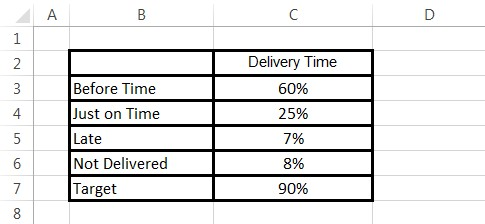 A B C D
1
2 Delivery Time
3 Before Time 60%
4 Just on Time 25%
5 Late 7%
6 Not Delivered 8%
7 Target 90%
8